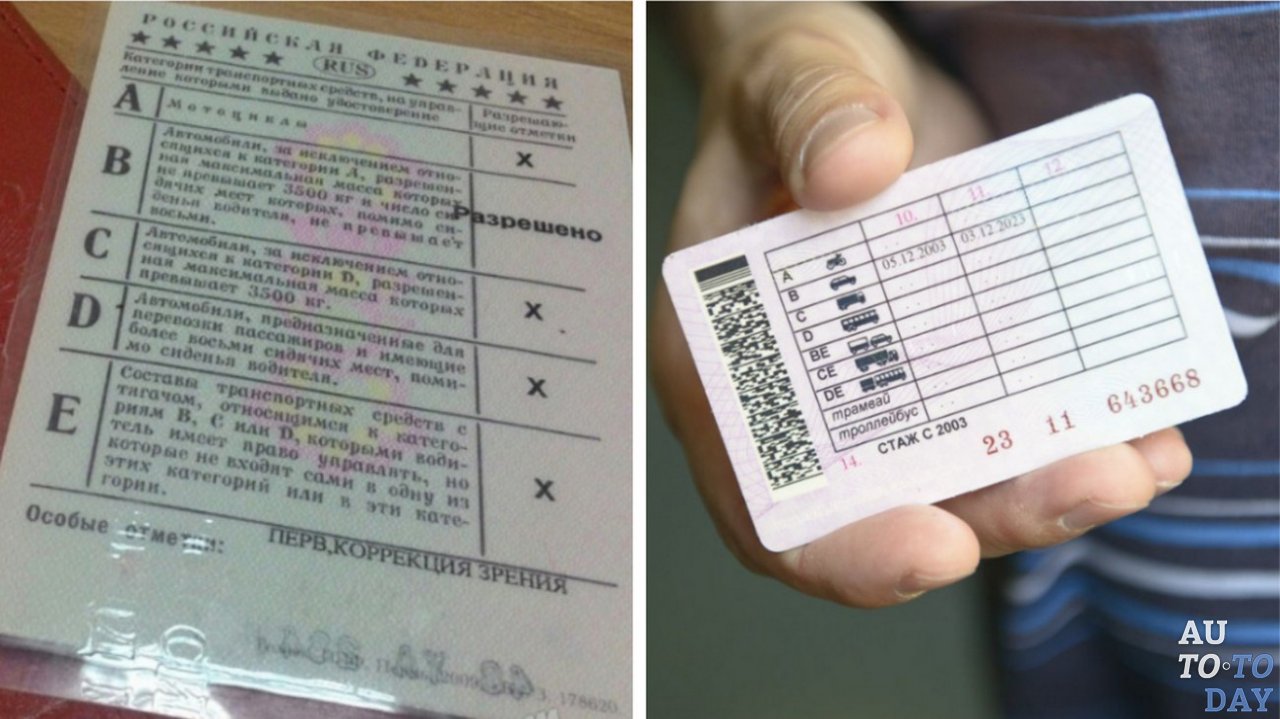 РОССИЙСКАЯ ФЕДЕРАЦИЯ
RUS
Категории транспортных средств, на управ-
ление которыми выдано удостоверение
Разрешаю-
щие отметки
A
Мотоциклы
X
B
Автомобили, за исключением отно-
сящихся к категории А, разрешен-
ная максимальная масса которых
не превышает 3500 кг и число си-
дячих мест которых, помимо си-
денья водителя, не превышает
восьми.
Разрешено
C
Автомобили, за исключением отно-
сящихся к категории D, разрешен-
ная максимальная масса которых
превышает 3500 кг.
X
D
Автомобили, предназначенные для
перевозки пассажиров и имеющие
более восьми сидячих мест, поми-
мо сиденья водителя.
X
E
Составы транспортных средств с
тягачом, относящимся к катего-
риям B, C или D, которыми води-
тель имеет право управлять, но
которые не входят сами в одну из
этих категорий или в эти кате-
гории.
X
Особые отметки:
ПЕРВ,КОРРЕКЦИЯ ЗРЕНИЯ
178620
10. 11. 12.
A 05.12.2003 03.12.2023
B
C
D
BE
CE
DE
трамвай
троллейбус
14. СТАЖ С 2003
23 11 643668
AU
TO TO
DAY